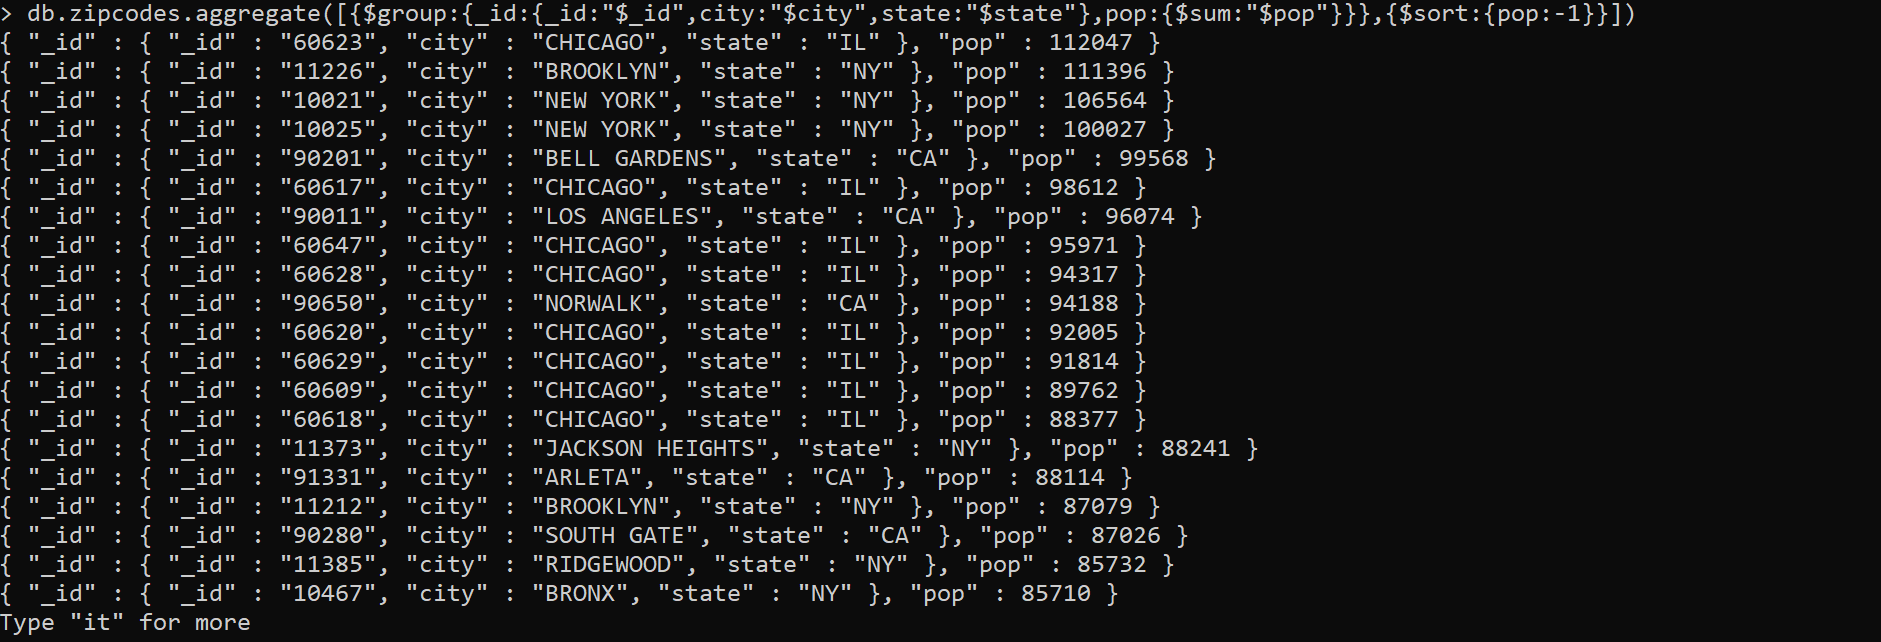 > db.zipcodes.aggregate([{$group:{_id:{_id:"$_id",city:"$city",state:"$state"},pop:{$sum:"$pop"}}},{$sort:{pop:-1}}])
{ "_id" : { "_id" : "60623", "city" : "CHICAGO", "state" : "IL" }, "pop" : 112047 }
{ "_id" : { "_id" : "11226", "city" : "BROOKLYN", "state" : "NY" }, "pop" : 111396 }
{ "_id" : { "_id" : "10021", "city" : "NEW YORK", "state" : "NY" }, "pop" : 106564 }
{ "_id" : { "_id" : "10025", "city" : "NEW YORK", "state" : "NY" }, "pop" : 100027 }
{ "_id" : { "_id" : "90201", "city" : "BELL GARDENS", "state" : "CA" }, "pop" : 99568 }
{ "_id" : { "_id" : "60617", "city" : "CHICAGO", "state" : "IL" }, "pop" : 98612 }
{ "_id" : { "_id" : "90011", "city" : "LOS ANGELES", "state" : "CA" }, "pop" : 96074 }
{ "_id" : { "_id" : "60647", "city" : "CHICAGO", "state" : "IL" }, "pop" : 95971 }
{ "_id" : { "_id" : "60628", "city" : "CHICAGO", "state" : "IL" }, "pop" : 94317 }
{ "_id" : { "_id" : "90650", "city" : "NORWALK", "state" : "CA" }, "pop" : 94188 }
{ "_id" : { "_id" : "60620", "city" : "CHICAGO", "state" : "IL" }, "pop" : 92005 }
{ "_id" : { "_id" : "60629", "city" : "CHICAGO", "state" : "IL" }, "pop" : 91814 }
{ "_id" : { "_id" : "60609", "city" : "CHICAGO", "state" : "IL" }, "pop" : 89762 }
{ "_id" : { "_id" : "60618", "city" : "CHICAGO", "state" : "IL" }, "pop" : 88377 }
{ "_id" : { "_id" : "11373", "city" : "JACKSON HEIGHTS", "state" : "NY" }, "pop" : 88241 }
{ "_id" : { "_id" : "91331", "city" : "ARLETA", "state" : "CA" }, "pop" : 88114 }
{ "_id" : { "_id" : "11212", "city" : "BROOKLYN", "state" : "NY" }, "pop" : 87079 }
{ "_id" : { "_id" : "90280", "city" : "SOUTH GATE", "state" : "CA" }, "pop" : 87026 }
{ "_id" : { "_id" : "11385", "city" : "RIDGEWOOD", "state" : "NY" }, "pop" : 85732 }
{ "_id" : { "_id" : "10467", "city" : "BRONX", "state" : "NY" }, "pop" : 85710 }
Type "it" for more